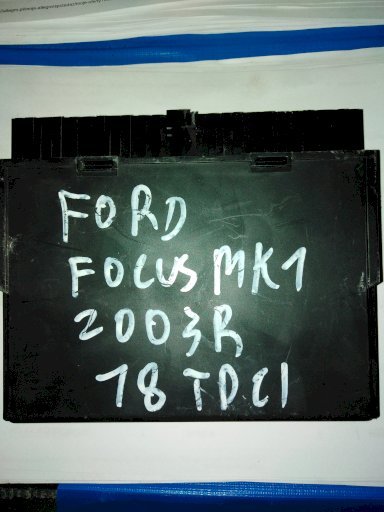 FORD
FOCUS MK1
2003R
18 TDCI